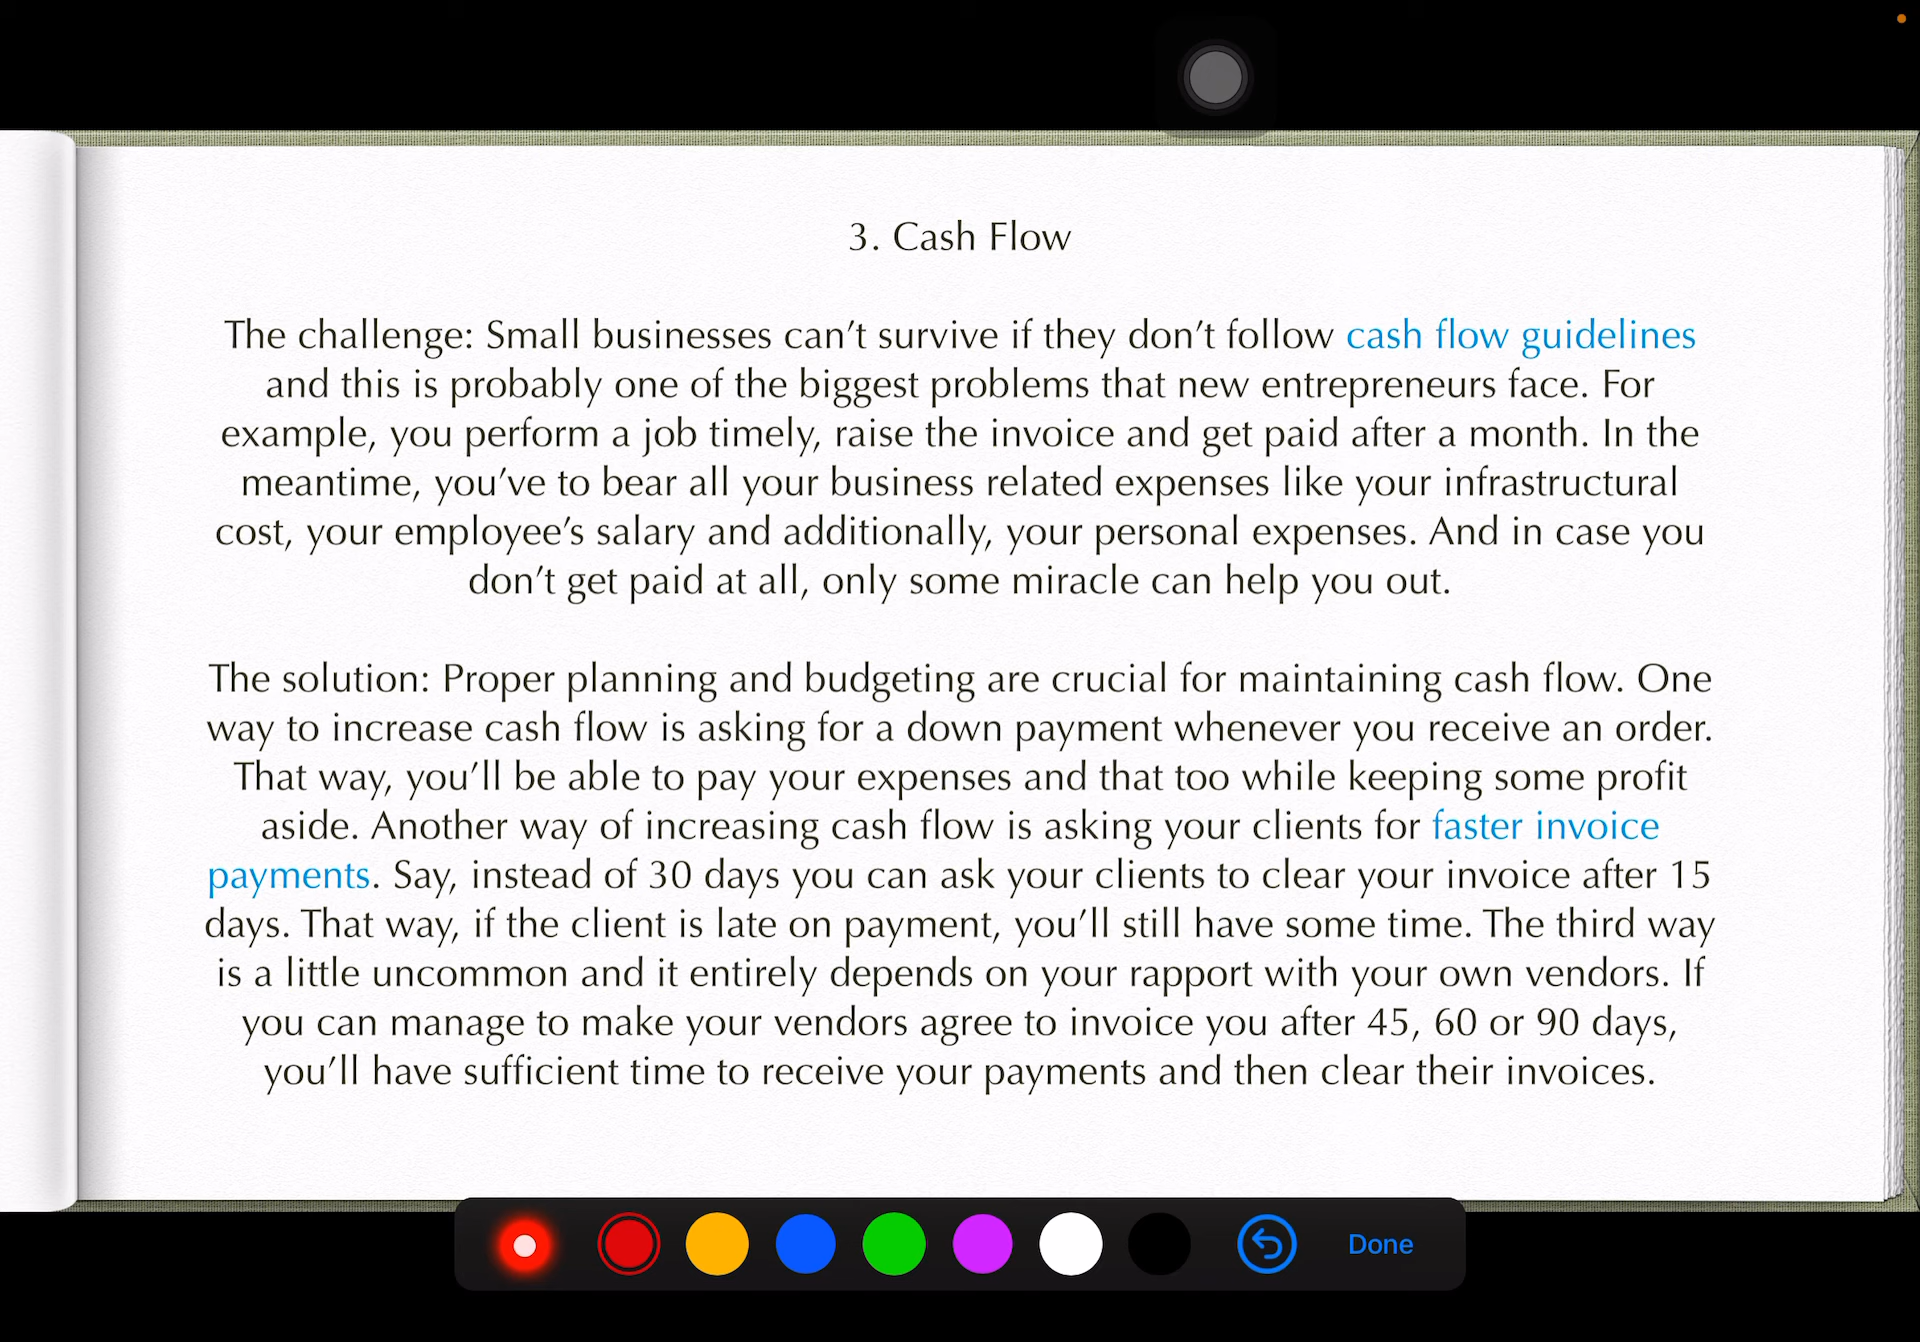 3. Cash Flow
The challenge: Small businesses can’t survive if they don’t follow cash flow guidelines
and this is probably one of the biggest problems that new entrepreneurs face. For
example, you perform a job timely, raise the invoice and get paid after a month. In the
meantime, you’ve to bear all your business related expenses like your infrastructural
cost, your employee’s salary and additionally, your personal expenses. And in case you
don’t get paid at all, only some miracle can help you out.
The solution: Proper planning and budgeting are crucial for maintaining cash flow. One
way to increase cash flow is asking for a down payment whenever you receive an order.
That way, you’ll be able to pay your expenses and that too while keeping some profit
aside. Another way of increasing cash flow is asking your clients for faster invoice
payments. Say, instead of 30 days you can ask your clients to clear your invoice after 15
days. That way, if the client is late on payment, you’ll still have some time. The third way
is a little uncommon and it entirely depends on your rapport with your own vendors. If
you can manage to make your vendors agree to invoice you after 45, 60 or 90 days,
you’ll have sufficient time to receive your payments and then clear their invoices.
Done